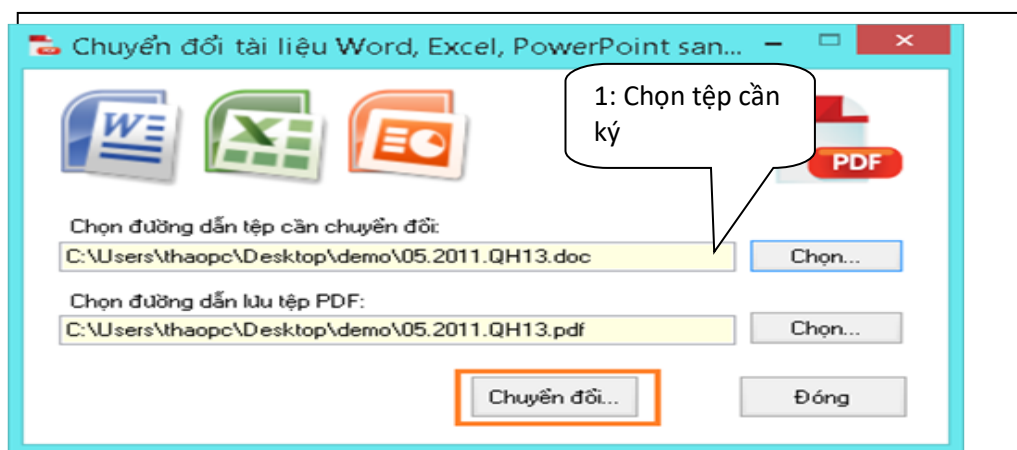 Chuyển đổi tài liệu Word, Excel, PowerPoint san...
1: Chọn tệp cần
ký
PDF
Chọn đường dẫn tệp cần chuyển đổi:
C:\Users\thaopc\Desktop\demo\05.2011.QH13.doc
Chọn...
Chọn đường dẫn lưu tệp PDF:
C:\Users\thaopc\Desktop\demo\05.2011.QH13.pdf
Chọn...
Chuyển đổi...
Đóng